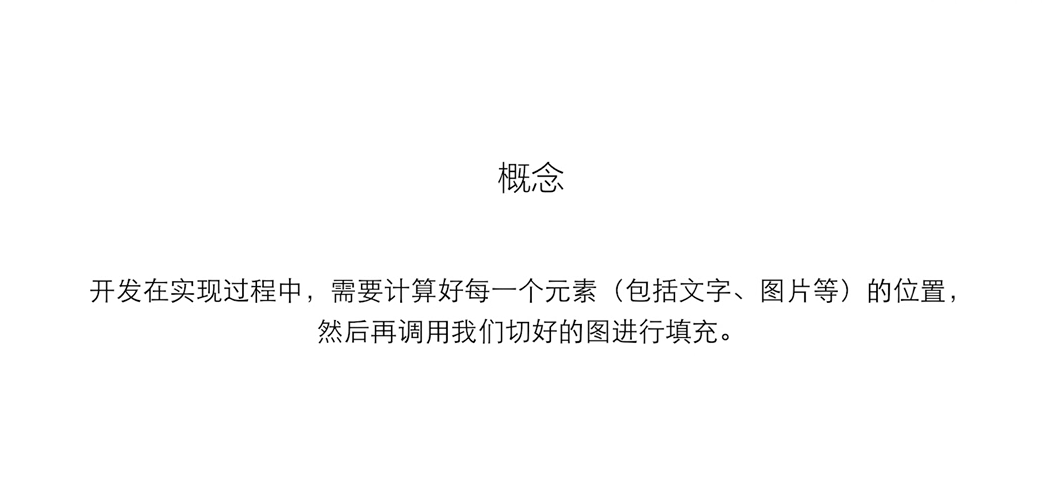 概念
开发在实现过程中，需要计算好每一个元素（包括文字、图片等）的位置，
然后再调用我们切好的图进行填充。